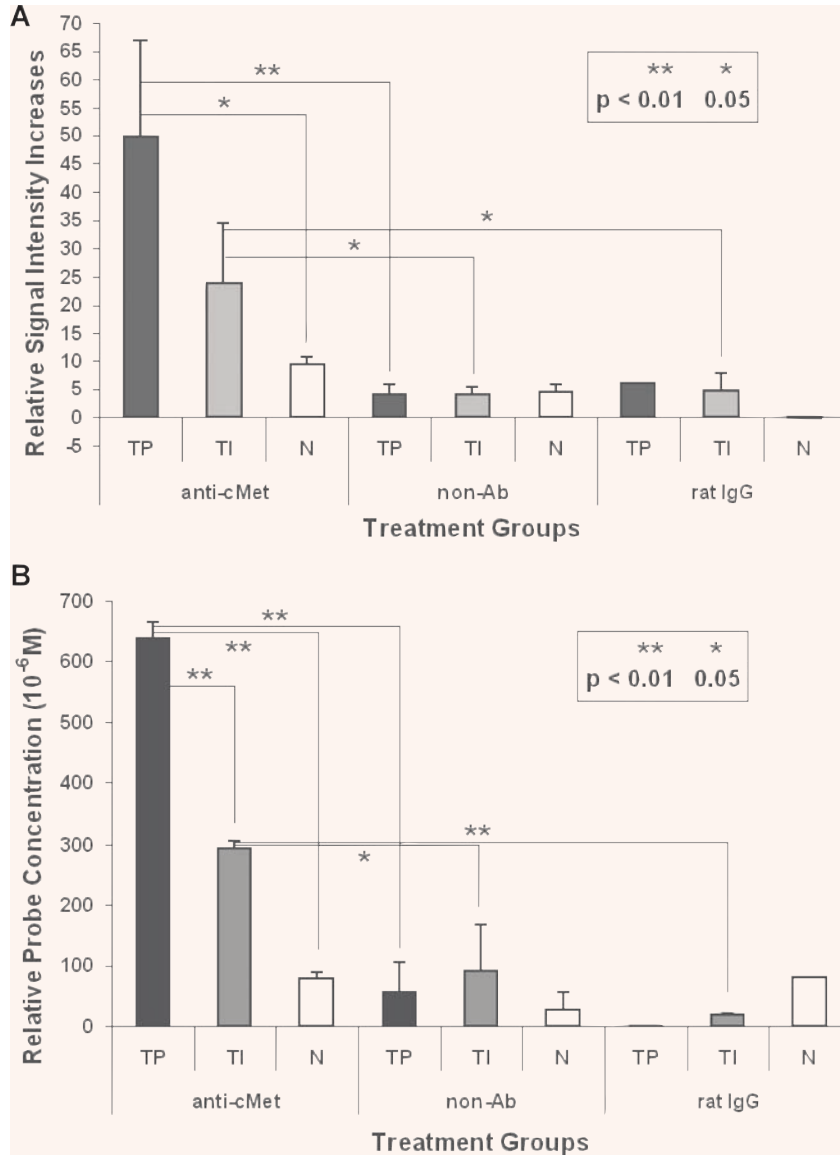 A
Relative Signal Intensity Increases
70
65
60
55
50
45
40
35
30
25
20
15
10
5
0
-5
** *
p < 0.01 0.05
**
*
*
*
TP TI N TP TI N TP TI N
anti-cMet non-Ab rat IgG
Treatment Groups
B
Relative Probe Concentration (10⁻⁶M)
700
600
500
400
300
200
100
0
** *
p < 0.01 0.05
**
**
**
**
*
TP TI N TP TI N TP TI N
anti-cMet non-Ab rat IgG
Treatment Groups